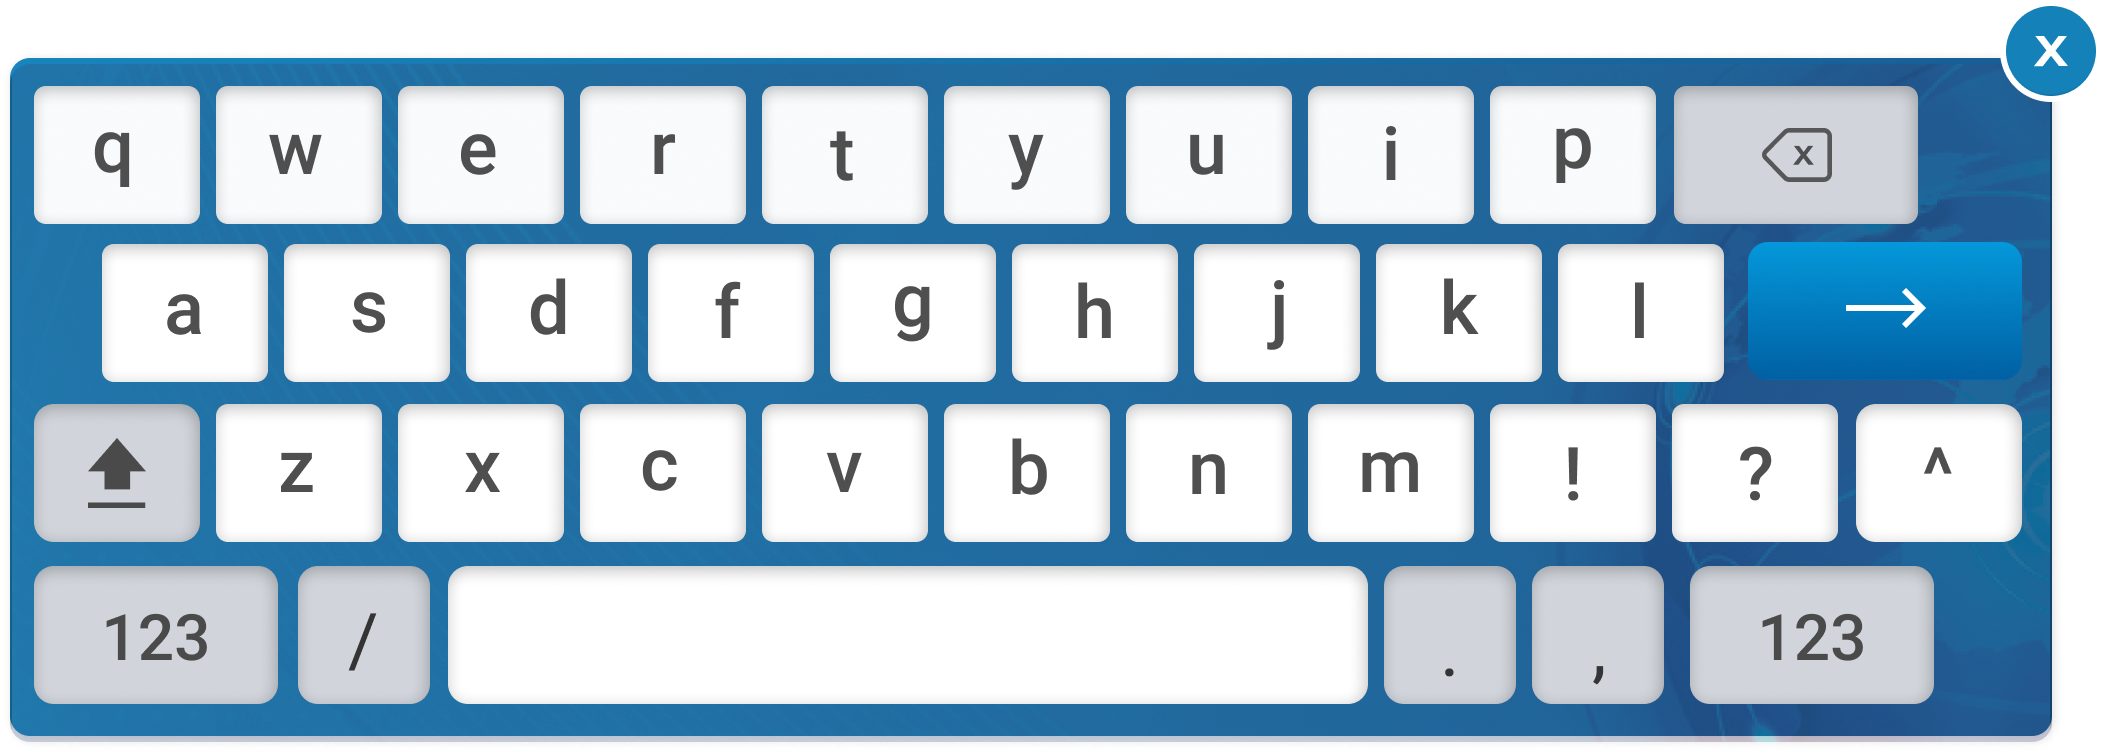 x
q w e r t y u i p x
a s d f g h j k l →
z x c v b n m ! ? ^
123 / . , 123